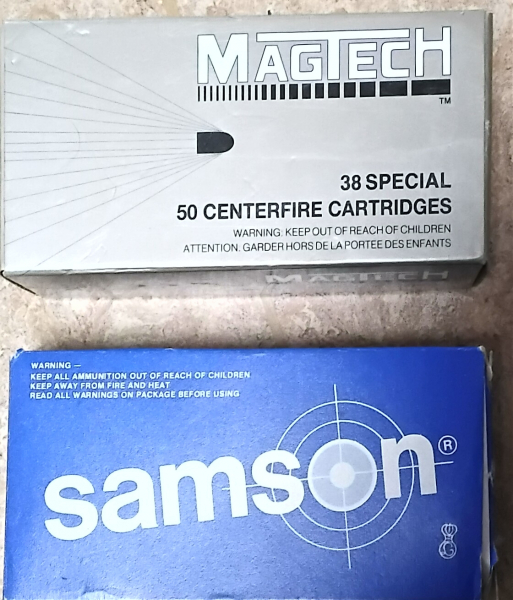 MAGTECH
TM
38 SPECIAL
50 CENTERFIRE CARTRIDGES
WARNING: KEEP OUT OF REACH OF CHILDREN
ATTENTION: GARDER HORS DE LA PORTEE DES ENFANTS
MAGTECH
WARNING —
KEEP ALL AMMUNITION OUT OF REACH OF CHILDREN
KEEP AWAY FROM FIRE AND HEAT
READ ALL WARNINGS ON PACKAGE BEFORE USING
samson®